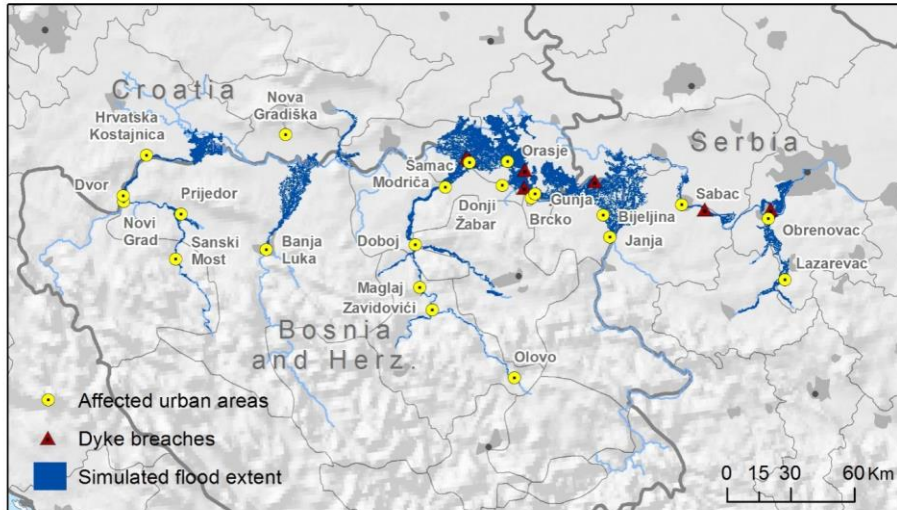 Croatia
Serbia
Bosnia
and Herz.
Hrvatska
Kostajnica
Nova
Gradiška
Dvor
Prijedor
Novi
Grad
Sanski
Most
Banja
Luka
Šamac
Modriča
Orasje
Donji
Žabar
Gunja
Brcko
Bijeljina
Janja
Doboj
Maglaj
Zavidovići
Olovo
Sabac
Obrenovac
Lazarevac
Affected urban areas
Dyke breaches
Simulated flood extent
0 15 30 60 Km